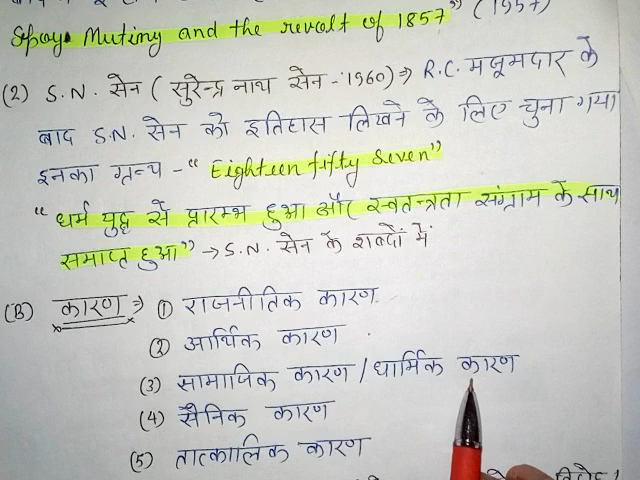 Spoy Mutiny and the revolt of 1857" (1957)
(2) S.N. सेन ( सुरेन्द्र नाथ सेन - 1960) ⇒ R.C. मजूमदार के
बाद S.N. सेन को इतिहास लिखने के लिए चुना गया
इनका ग्रन्थ - " Eighteen fifty Seven"
" धर्म युद्ध से प्रारम्भ हुआ और स्वतन्त्रता संग्राम के साथ
समाप्त हुआ" → S.N. सेन के शब्दों में
(B) कारण ⇒ ① राजनीतिक कारण
② आर्थिक कारण .
(3) सामाजिक कारण / धार्मिक कारण
(4) सैनिक कारण
(5) तात्कालिक कारण